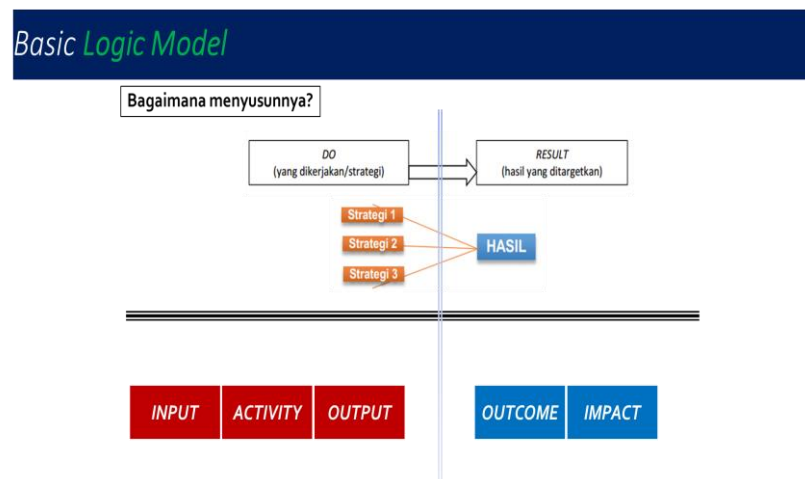 Basic Logic Model
Bagaimana menyusunnya?
DO
(yang dikerjakan/strategi)
RESULT
(hasil yang ditargetkan)
Strategi 1
Strategi 2
Strategi 3
HASIL
INPUT
ACTIVITY
OUTPUT
OUTCOME
IMPACT